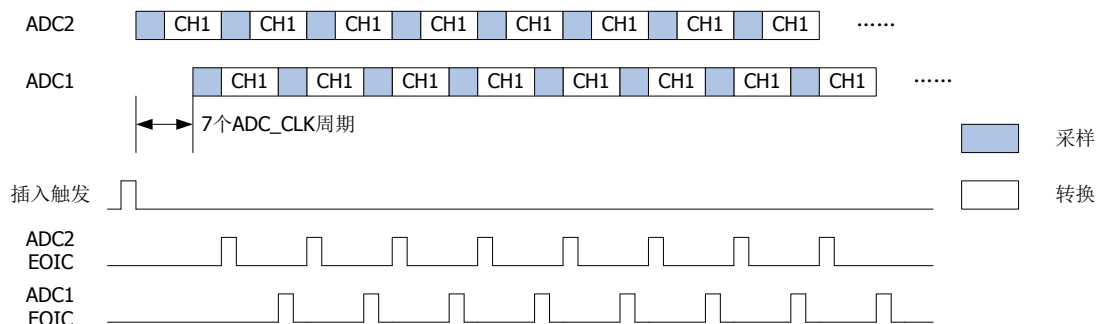 ADC2 CH1 CH1 CH1 CH1 CH1 CH1 CH1 CH1 ……
ADC1 CH1 CH1 CH1 CH1 CH1 CH1 CH1 CH1 ……
7个ADC_CLK周期
采样
插入触发
转换
ADC2
EOIC
ADC1
EOIC